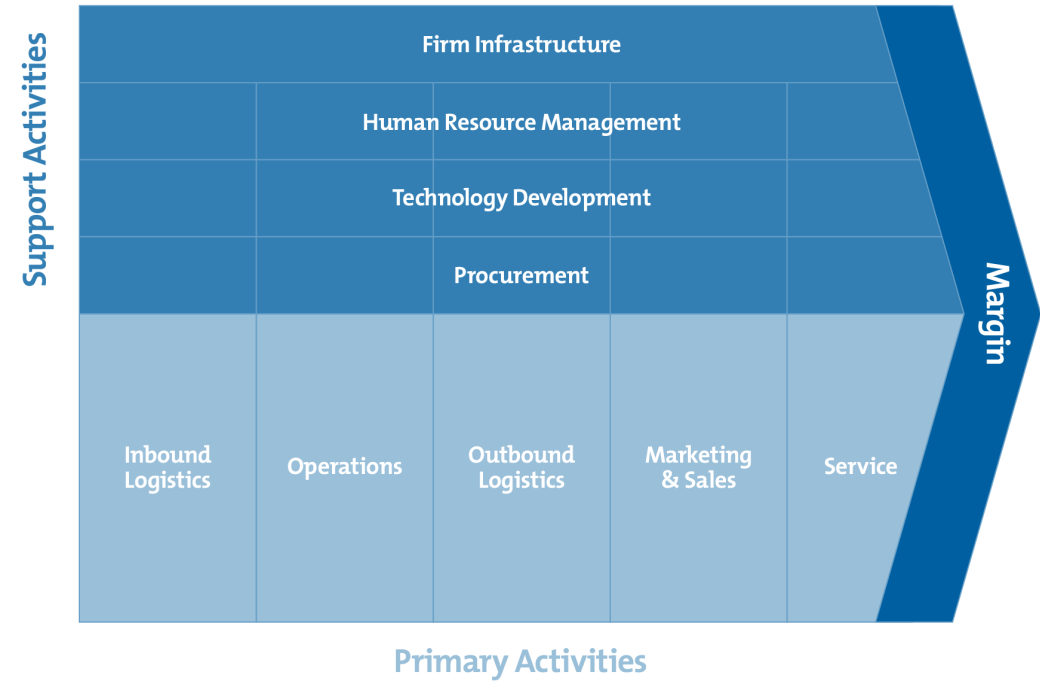 Support Activities
Firm Infrastructure
Human Resource Management
Technology Development
Procurement
Margin
Inbound
Logistics
Operations
Outbound
Logistics
Marketing
& Sales
Service
Primary Activities